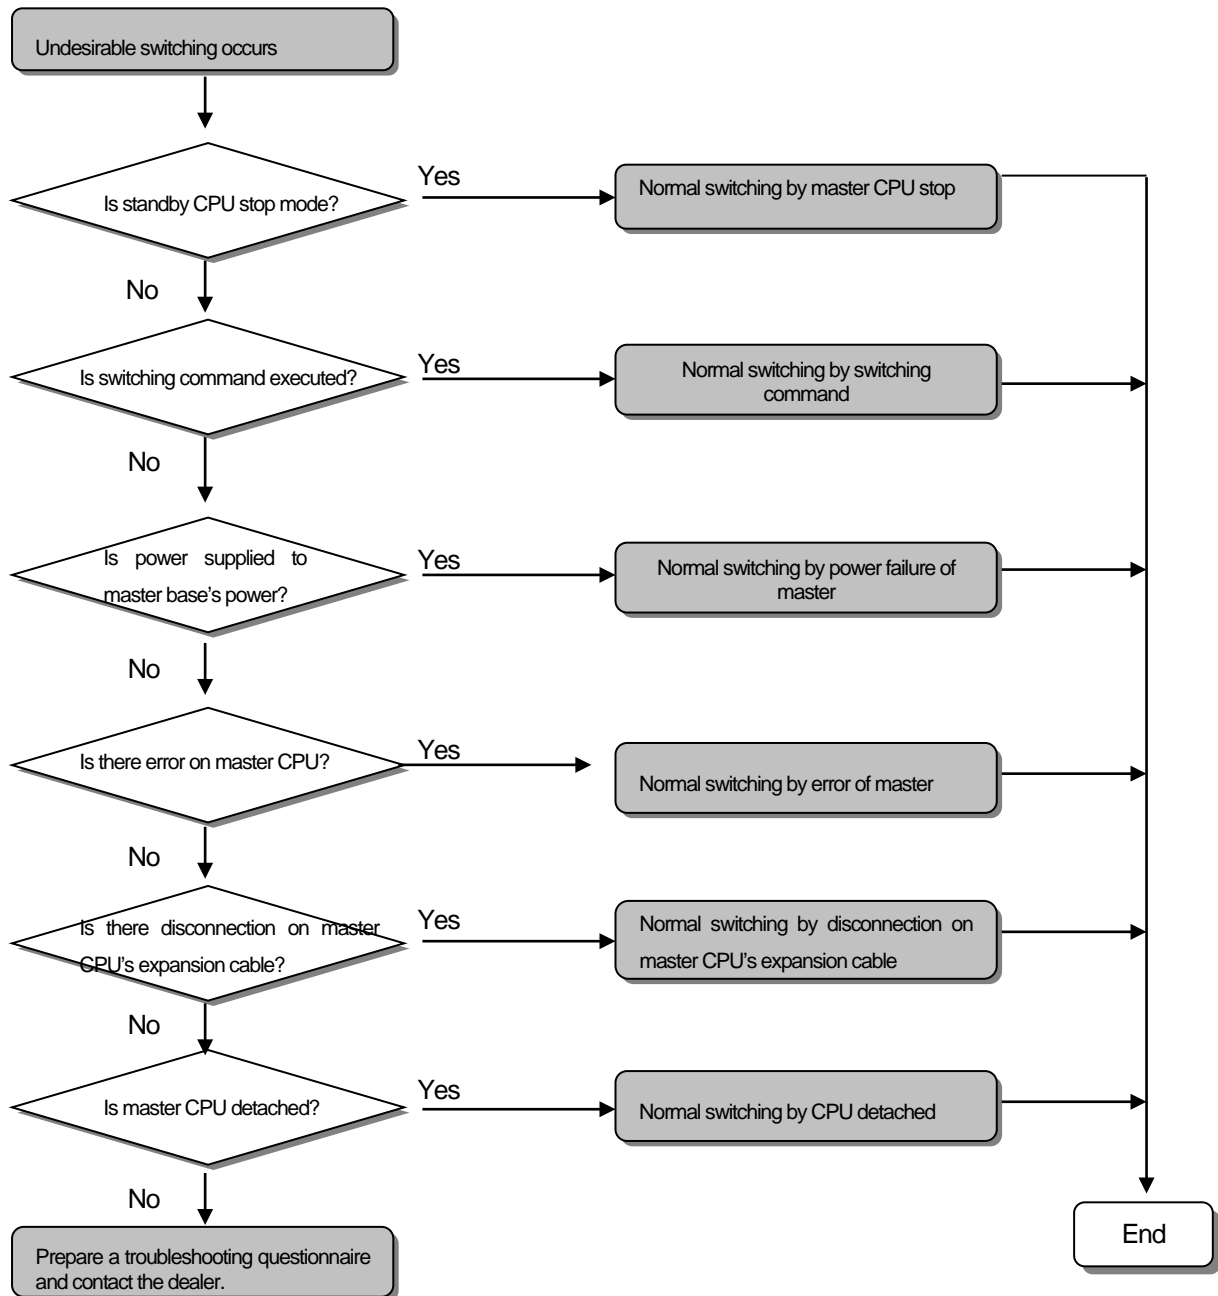 Undesirable switching occurs
Is standby CPU stop mode?
Yes
Normal switching by master CPU stop
No
Is switching command executed?
Yes
Normal switching by switching
command
No
Is power supplied to
master base's power?
Yes
Normal switching by power failure of
master
No
Is there error on master CPU?
Yes
Normal switching by error of master
No
Is there disconnection on master
CPU's expansion cable?
Yes
Normal switching by disconnection on
master CPU's expansion cable
No
Is master CPU detached?
Yes
Normal switching by CPU detached
No
Prepare a troubleshooting questionnaire
and contact the dealer.
End